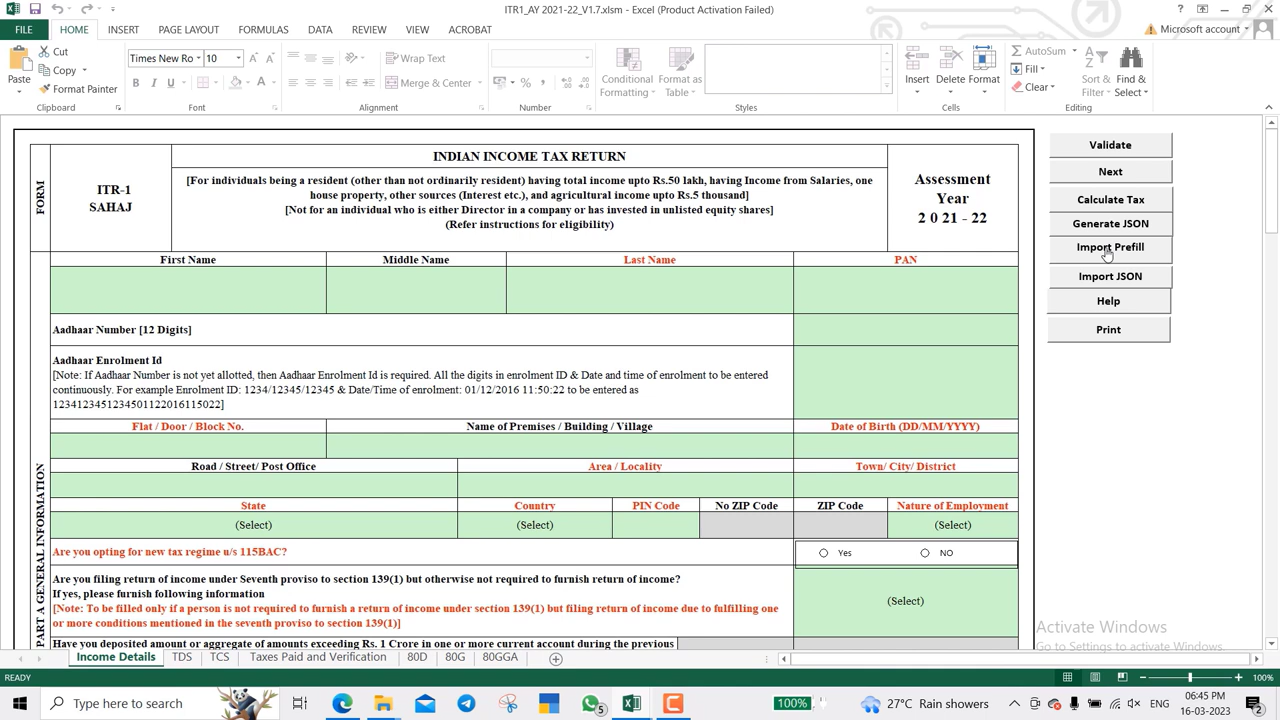 ITR1_AY 2021-22_V1.7.xlsm - Excel (Product Activation Failed)
FILE HOME INSERT PAGE LAYOUT FORMULAS DATA REVIEW VIEW ACROBAT Microsoft account
Paste
Cut
Copy
Format Painter
Clipboard
Times New Ro 10
B I U
Font
Wrap Text
Merge & Center
Alignment
%
Number
Conditional Formatting
Format as Table
Styles
Insert Delete Format
Cells
AutoSum
Fill
Clear
Sort & Filter
Find & Select
Editing
FORM
ITR-1
SAHAJ
INDIAN INCOME TAX RETURN
[For individuals being a resident (other than not ordinarily resident) having total income upto Rs.50 lakh, having Income from Salaries, one
house property, other sources (Interest etc.), and agricultural income upto Rs.5 thousand]
[Not for an individual who is either Director in a company or has invested in unlisted equity shares]
(Refer instructions for eligibility)
Assessment
Year
2 0 21 - 22
Validate
Next
Calculate Tax
Generate JSON
Import Prefill
Import JSON
Help
Print
PART A GENERAL INFORMATION
First Name Middle Name Last Name PAN
Aadhaar Number [12 Digits]
Aadhaar Enrolment Id
[Note: If Aadhaar Number is not yet allotted, then Aadhaar Enrolment Id is required. All the digits in enrolment ID & Date and time of enrolment to be entered
continuously. For example Enrolment ID: 1234/12345/12345 & Date/Time of enrolment: 01/12/2016 11:50:22 to be entered as
1234123451234501122016115022]
Flat / Door / Block No. Name of Premises / Building / Village Date of Birth (DD/MM/YYYY)
Road / Street/ Post Office Area / Locality Town/ City/ District
State Country PIN Code No ZIP Code ZIP Code Nature of Employment
(Select) (Select) (Select)
Are you opting for new tax regime u/s 115BAC? Yes NO
Are you filing return of income under Seventh proviso to section 139(1) but otherwise not required to furnish return of income?
If yes, please furnish following information
[Note: To be filled only if a person is not required to furnish a return of income under section 139(1) but filing return of income due to fulfilling one
or more conditions mentioned in the seventh proviso to section 139(1)]
(Select)
Have you deposited amount or aggregate of amounts exceeding Rs. 1 Crore in one or more current account during the previous
Activate Windows
Go to Settings to activate Windows.
Income Details TDS TCS Taxes Paid and Verification 80D 80G 80GGA
READY 100%
Type here to search 5 100% 27°C Rain showers ENG 06:45 PM
16-03-2023 2